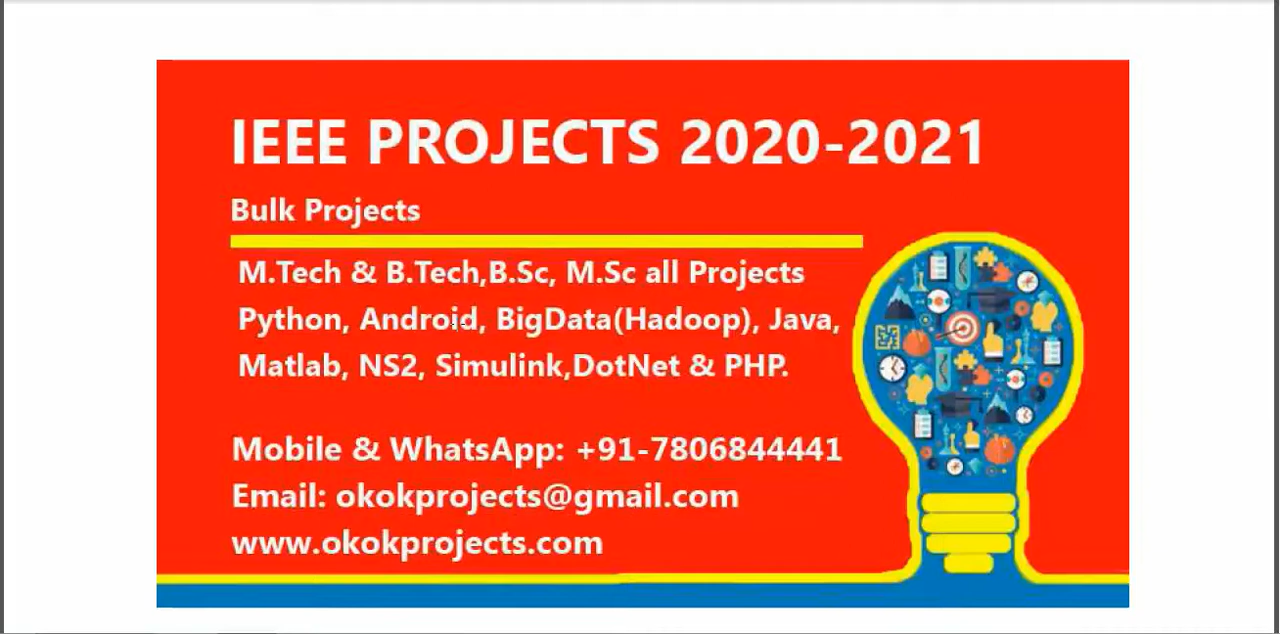 IEEE PROJECTS 2020-2021
Bulk Projects
M.Tech & B.Tech,B.Sc, M.Sc all Projects
Python, Android, BigData(Hadoop), Java,
Matlab, NS2, Simulink,DotNet & PHP.
Mobile & WhatsApp: +91-7806844441
Email: okokprojects@gmail.com
www.okokprojects.com